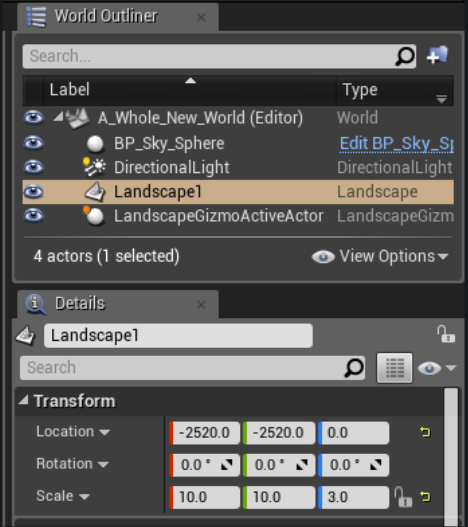 World Outliner
Search...
Label Type
A_Whole_New_World (Editor) World
BP_Sky_Sphere Edit BP_Sky_Sp
DirectionalLight DirectionalLight
Landscape1 Landscape
LandscapeGizmoActiveActor LandscapeGizm
4 actors (1 selected) View Options
Details
Landscape1
Search
Transform
Location -2520.0 -2520.0 0.0
Rotation 0.0 ° 0.0 ° 0.0 °
Scale 10.0 10.0 3.0